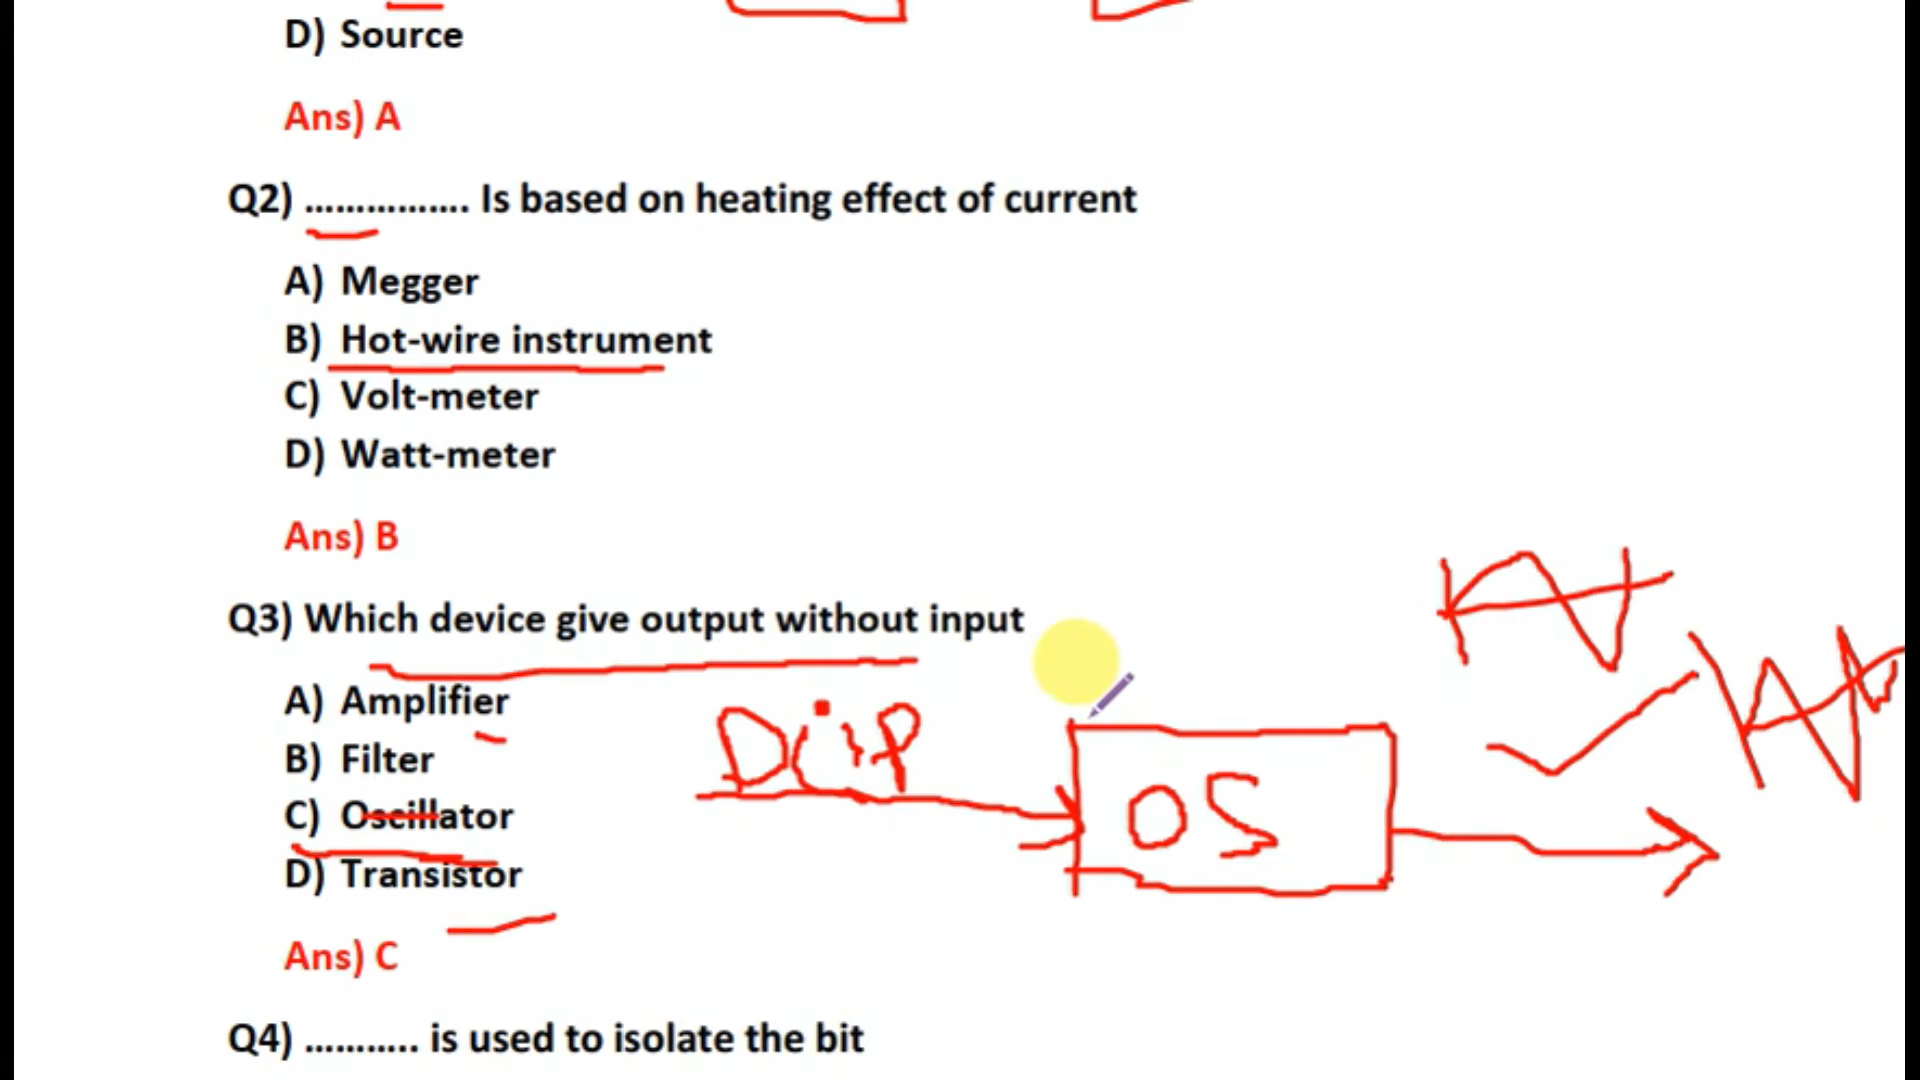 D) Source
Ans) A
Q2) ................ Is based on heating effect of current
A) Megger
B) Hot-wire instrument
C) Volt-meter
D) Watt-meter
Ans) B
Q3) Which device give output without input
A) Amplifier
B) Filter
C) Oscillator
D) Transistor
Ans) C
OS
Q4) ........... is used to isolate the bit